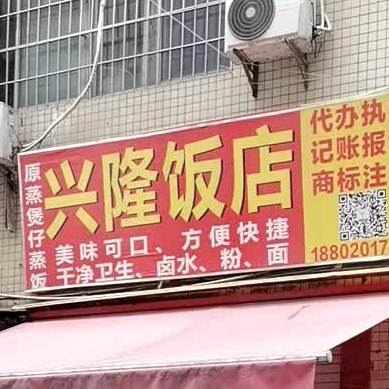 原蒸煲仔蒸饭
兴隆饭店
美味可口、方便快捷
干净卫生、卤水、粉、面
代办执
记账报
商标注
18802017